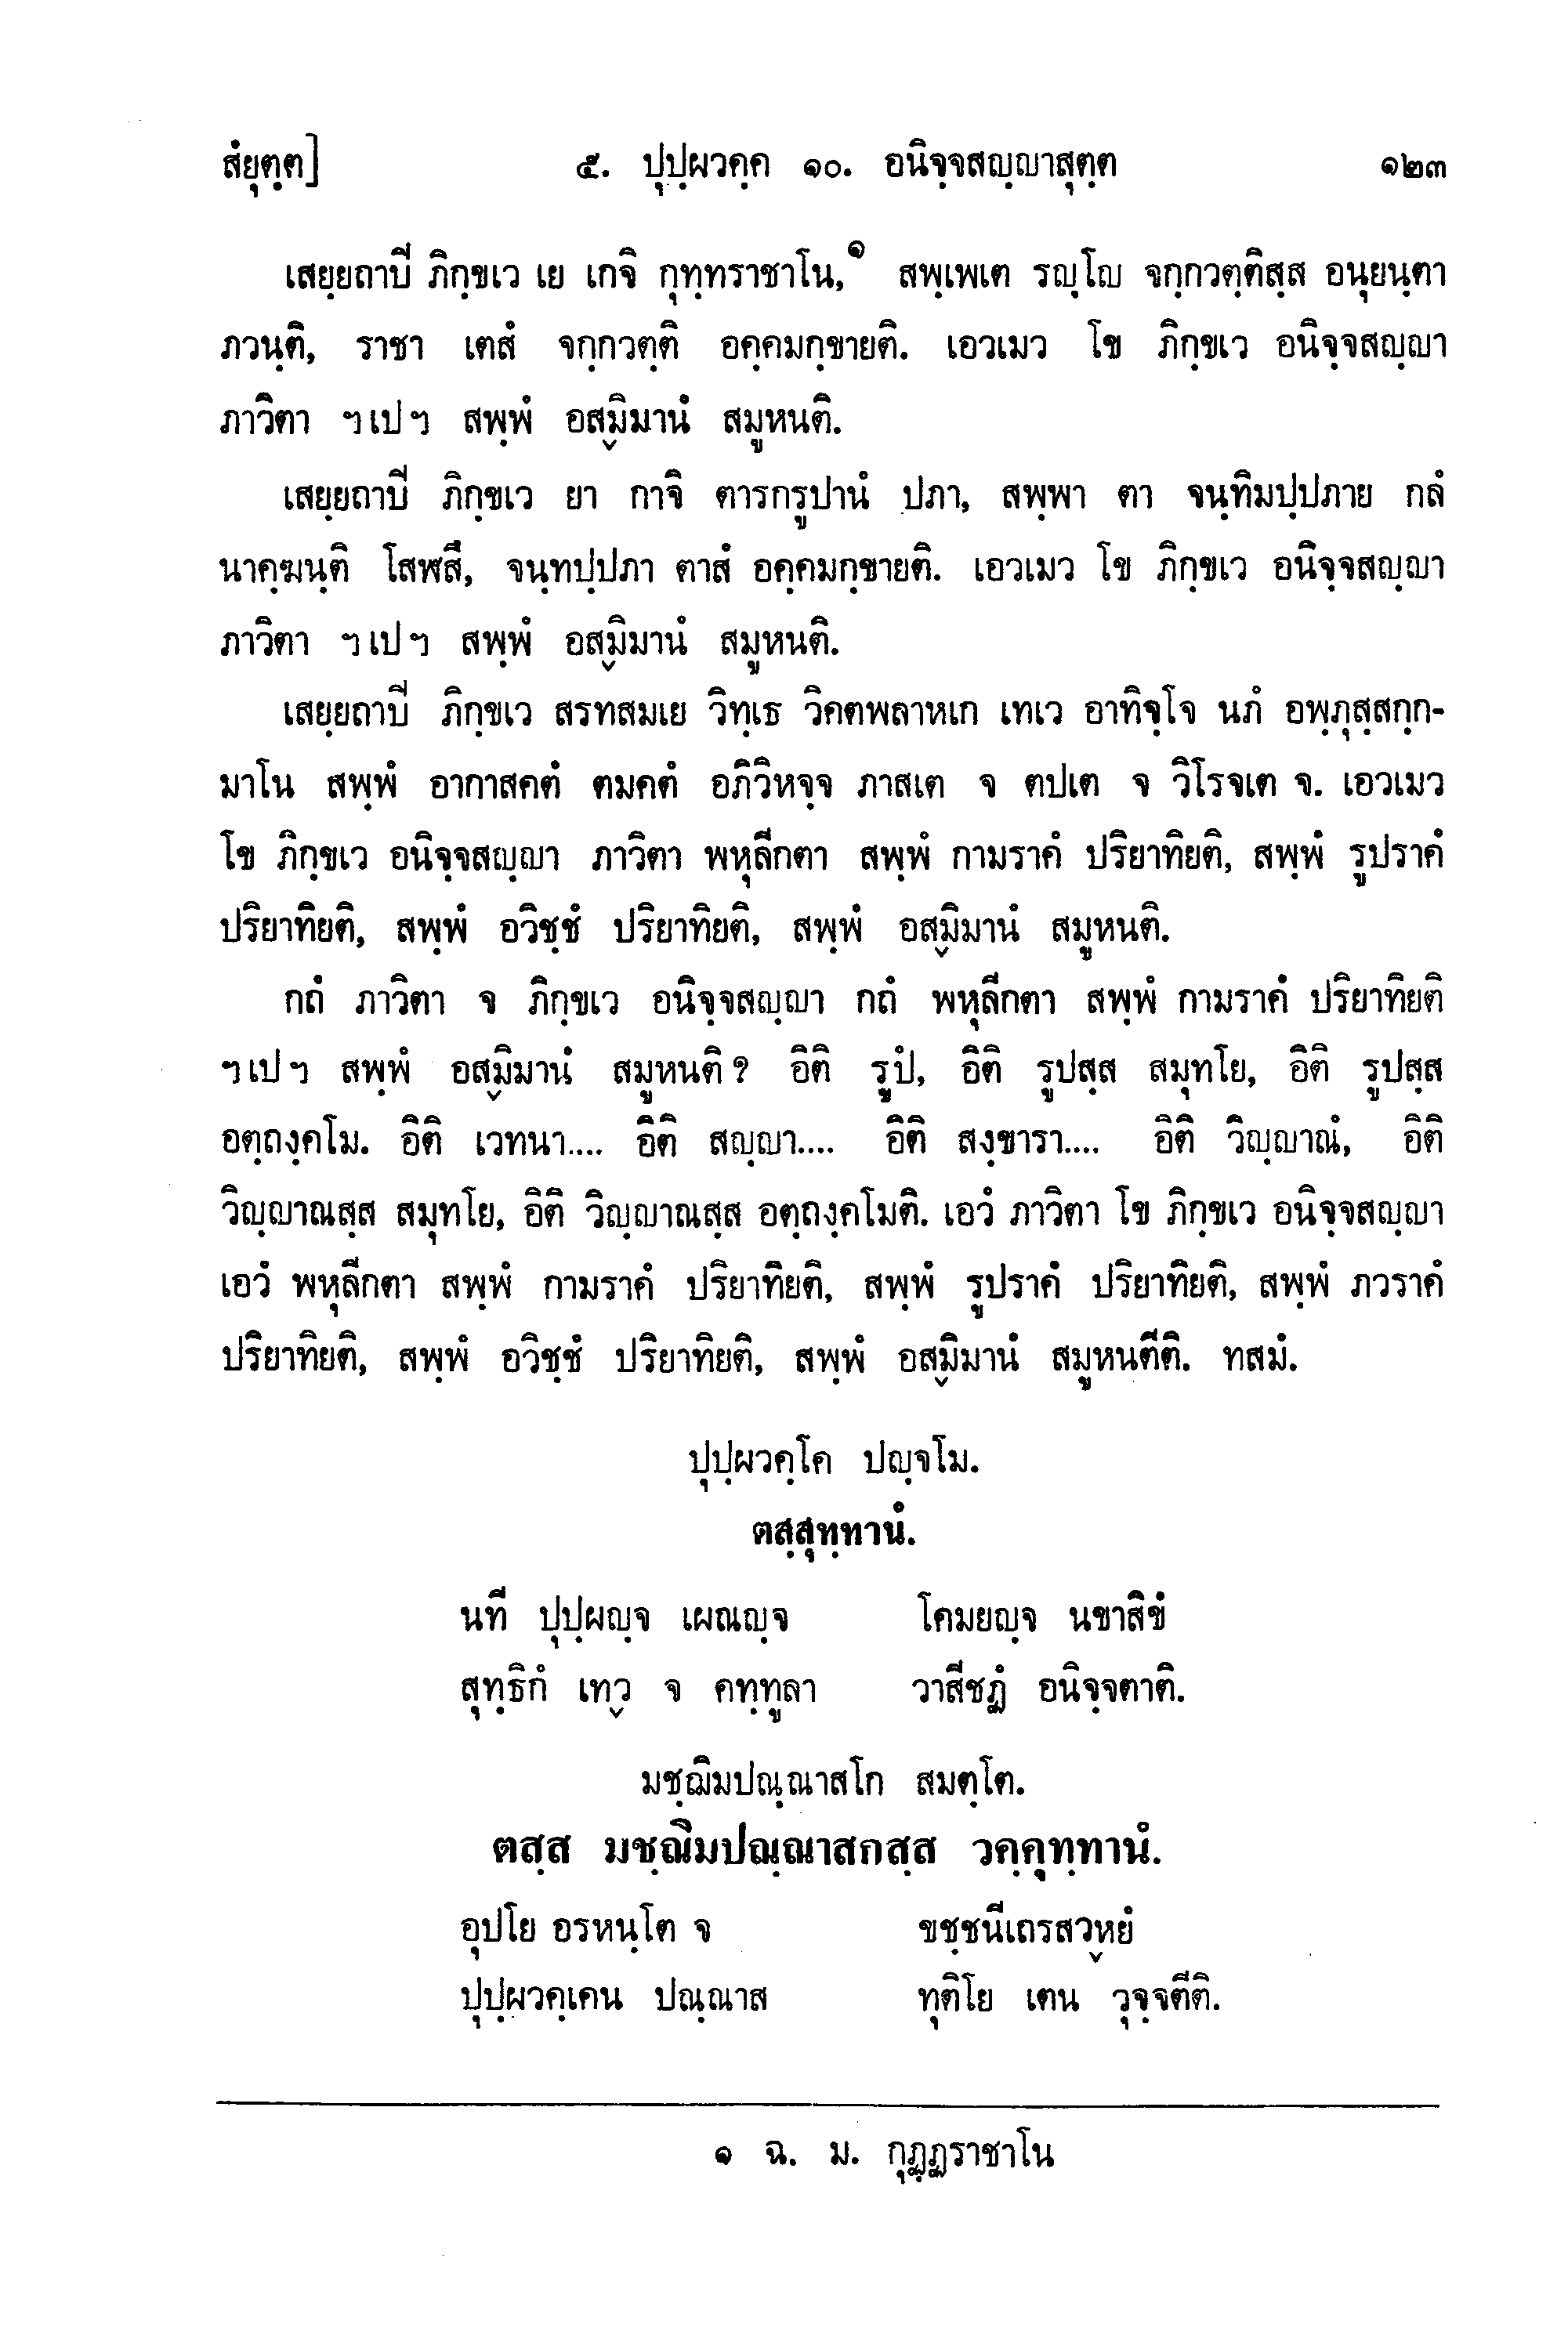 สํยุตฺต]	๕. ปุปฺผวคฺค ๑๐. อนิจฺจสญฺญาสุตฺต	๑๒๓
เสยฺยถาปี ภิกฺขเว เย เกจิ กุทฺทราชาโน,๑ สพฺเพเต รญฺโญ จกฺกวตฺติสฺส อนุยนฺตา
ภวนฺติ, ราชา เตสํ จกฺกวตฺติ อคฺคมกฺขายติ. เอวเมว โข ภิกฺขเว อนิจฺจสญฺญา
ภาวิตา ฯเปฯ สพฺพํ อสฺมิมานํ สมูหนติ.
เสยฺยถาปี ภิกฺขเว ยา กาจิ ตารกรูปานํ ปภา, สพฺพา ตา จนฺทิมปฺปภาย กลํ
นาคฺฆนฺติ โสฬสึ, จนฺทปฺปภา ตาสํ อคฺคมกฺขายติ. เอวเมว โข ภิกฺขเว อนิจฺจสญฺญา
ภาวิตา ฯเปฯ สพฺพํ อสฺมิมานํ สมูหนติ.
เสยฺยถาปี ภิกฺขเว สรทสมเย วิทฺเธ วิคตพลาหเก เทเว อาทิจฺโจ นภํ อพฺภุสฺสกฺก-
มาโน สพฺพํ อากาสคตํ ตมคตํ อภิวิหจฺจ ภาสเต จ ตปเต จ วิโรจเต จ. เอวเมว
โข ภิกฺขเว อนิจฺจสญฺญา ภาวิตา พหุลีกตา สพฺพํ กามราคํ ปริยาทิยติ, สพฺพํ รูปราคํ
ปริยาทิยติ, สพฺพํ อวิชฺชํ ปริยาทิยติ, สพฺพํ อสฺมิมานํ สมูหนติ.
กถํ ภาวิตา จ ภิกฺขเว อนิจฺจสญฺญา กถํ พหุลีกตา สพฺพํ กามราคํ ปริยาทิยติ
ฯเปฯ สพฺพํ อสฺมิมานํ สมูหนติ? อิติ รูปํ, อิติ รูปสฺส สมุทโย, อิติ รูปสฺส
อตฺถงฺคโม. อิติ เวทนา.... อิติ สญฺญา.... อิติ สงฺขารา.... อิติ วิญฺญาณํ, อิติ
วิญฺญาณสฺส สมุทโย, อิติ วิญฺญาณสฺส อตฺถงฺคโมติ. เอวํ ภาวิตา โข ภิกฺขเว อนิจฺจสญฺญา
เอวํ พหุลีกตา สพฺพํ กามราคํ ปริยาทิยติ, สพฺพํ รูปราคํ ปริยาทิยติ, สพฺพํ ภวราคํ
ปริยาทิยติ, สพฺพํ อวิชฺชํ ปริยาทิยติ, สพฺพํ อสฺมิมานํ สมูหนตีติ. ทสมํ.
ปุปฺผวคฺโค ปญฺจโม.
ตสฺสุทฺทานํ.
นที ปุปฺผญฺจ เผณญฺจ	โคมยญฺจ นขาสิขํ
สุทฺธิกํ เทฺว จ คทฺทูลา	วาสีชฏํ อนิจฺจตาติ.
มชฺฌิมปณฺณาสโก สมตฺโต.
ตสฺส มชฺฌิมปณฺณาสกสฺส วคฺคุทฺทานํ.
อุปโย อรหนฺโต จ	ขชฺชนีเถรสวฺหยํ
ปุปฺผวคฺเคน ปณฺณาส	ทุติโย เตน วุจฺจตีติ.
๑ ฉ. ม. กุฏฺฏราชาโน